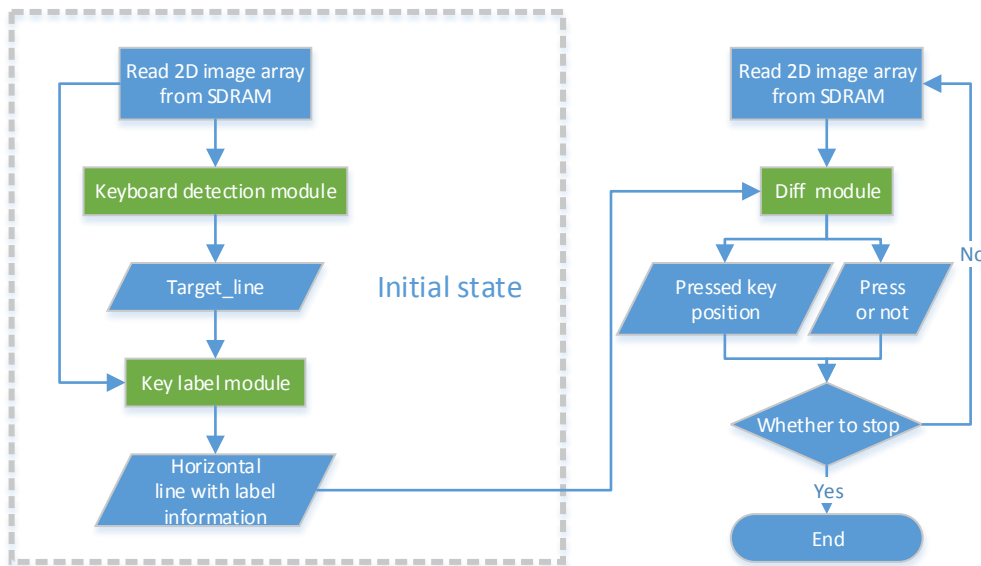 Read 2D image array
from SDRAM
Keyboard detection module
Target_line
Key label module
Horizontal
line with label
information
Initial state
Read 2D image array
from SDRAM
Diff module
Pressed key
position
Press
or not
No
Whether to stop
Yes
End